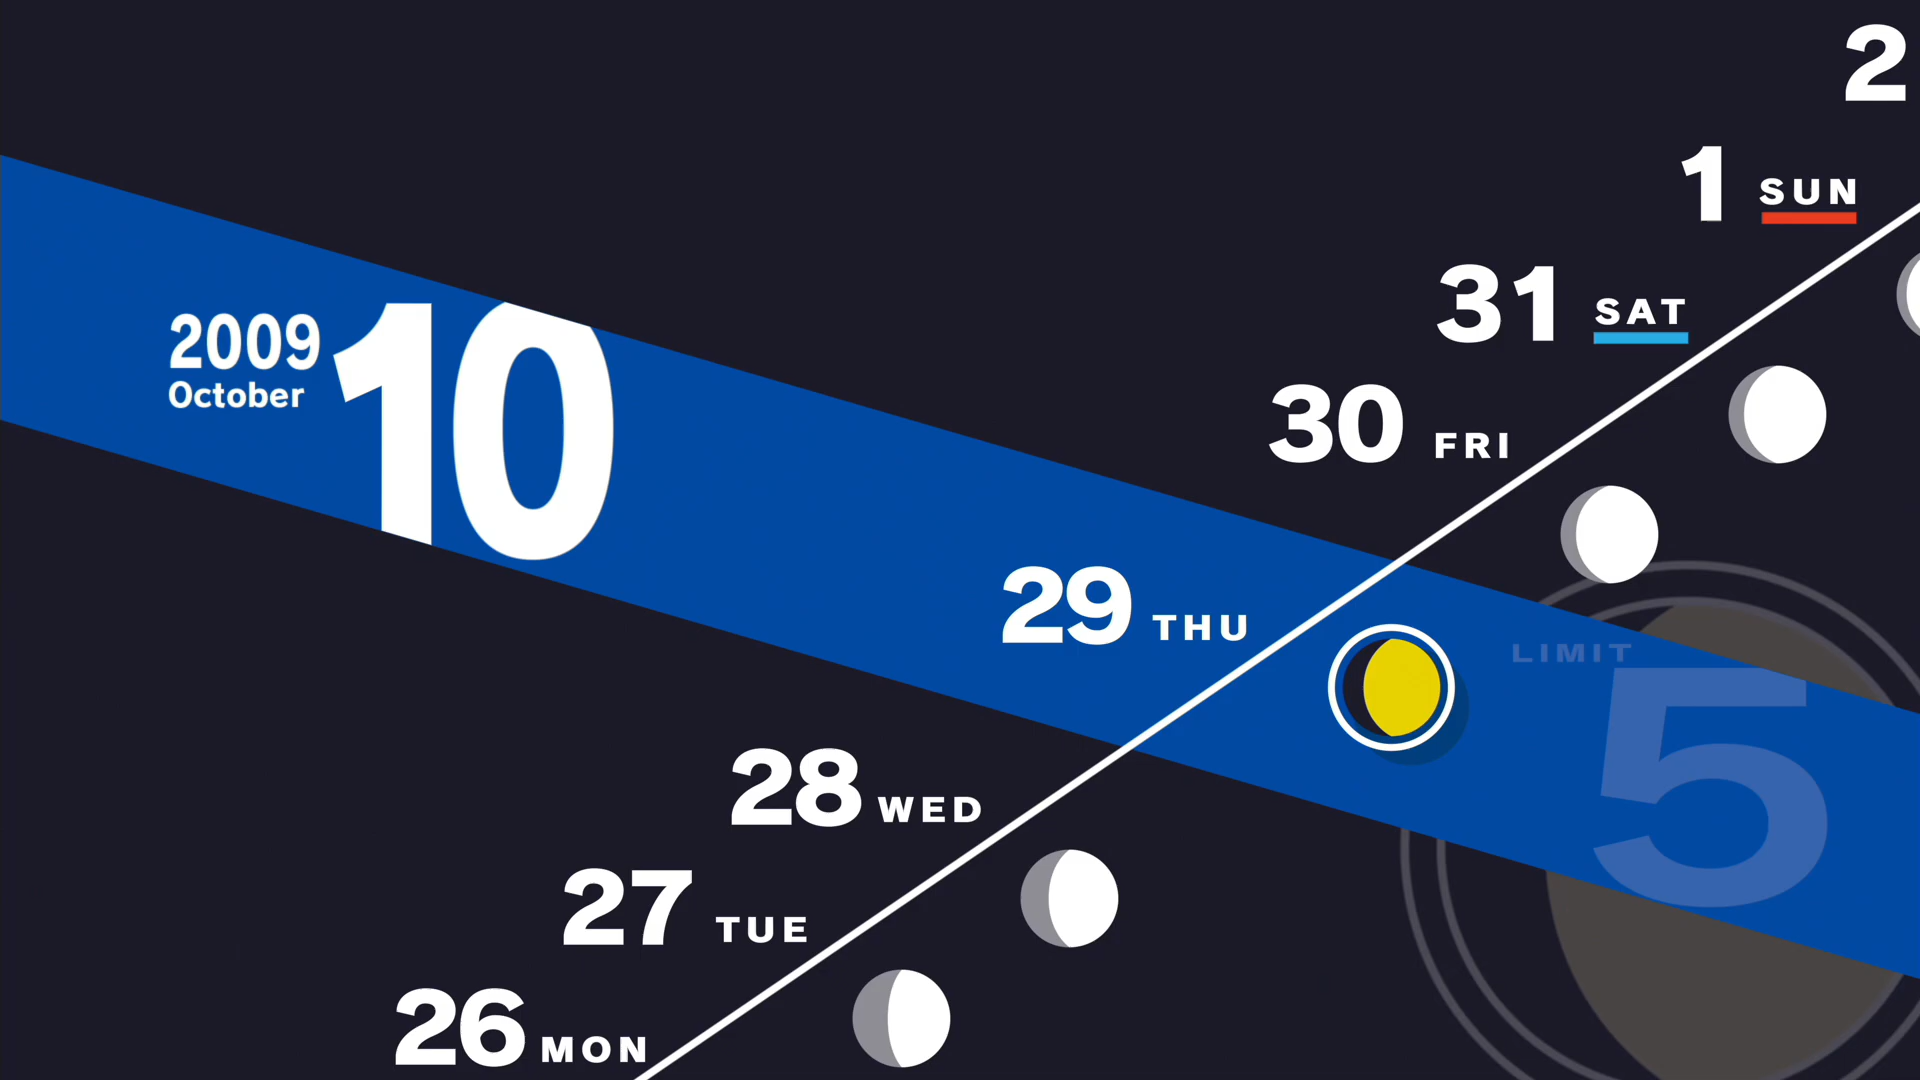 2
1 SUN
31 SAT
30 FRI
2009
October
10
29 THU
LIMIT
5
28 WED
27 TUE
26 MON